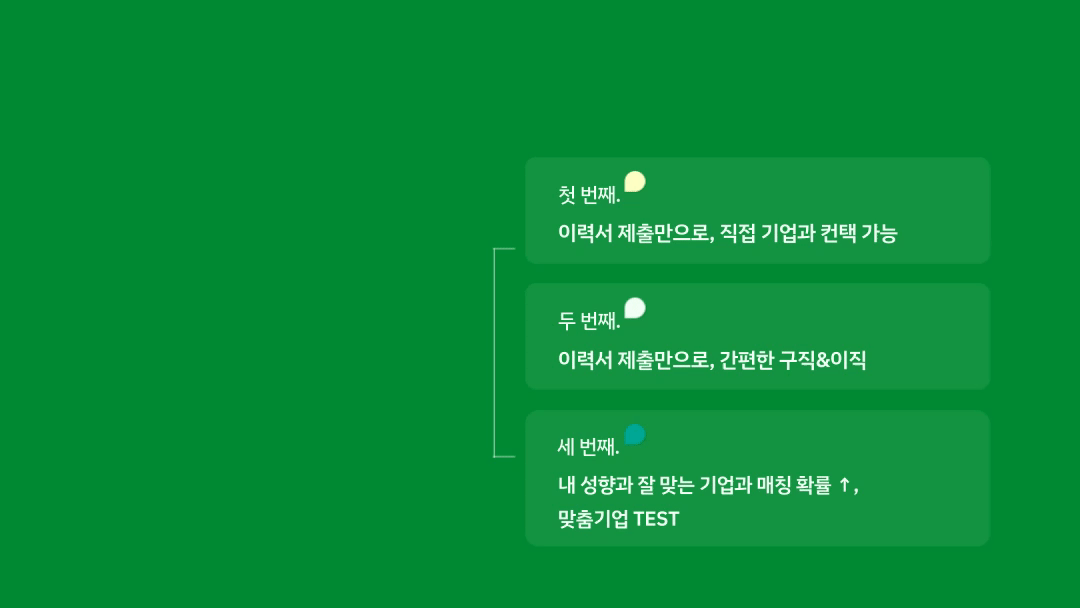 첫 번째.
이력서 제출만으로, 직접 기업과 컨택 가능
두 번째.
이력서 제출만으로, 간편한 구직&이직
세 번째.
내 성향과 잘 맞는 기업과 매칭 확률 ↑,
맞춤기업 TEST